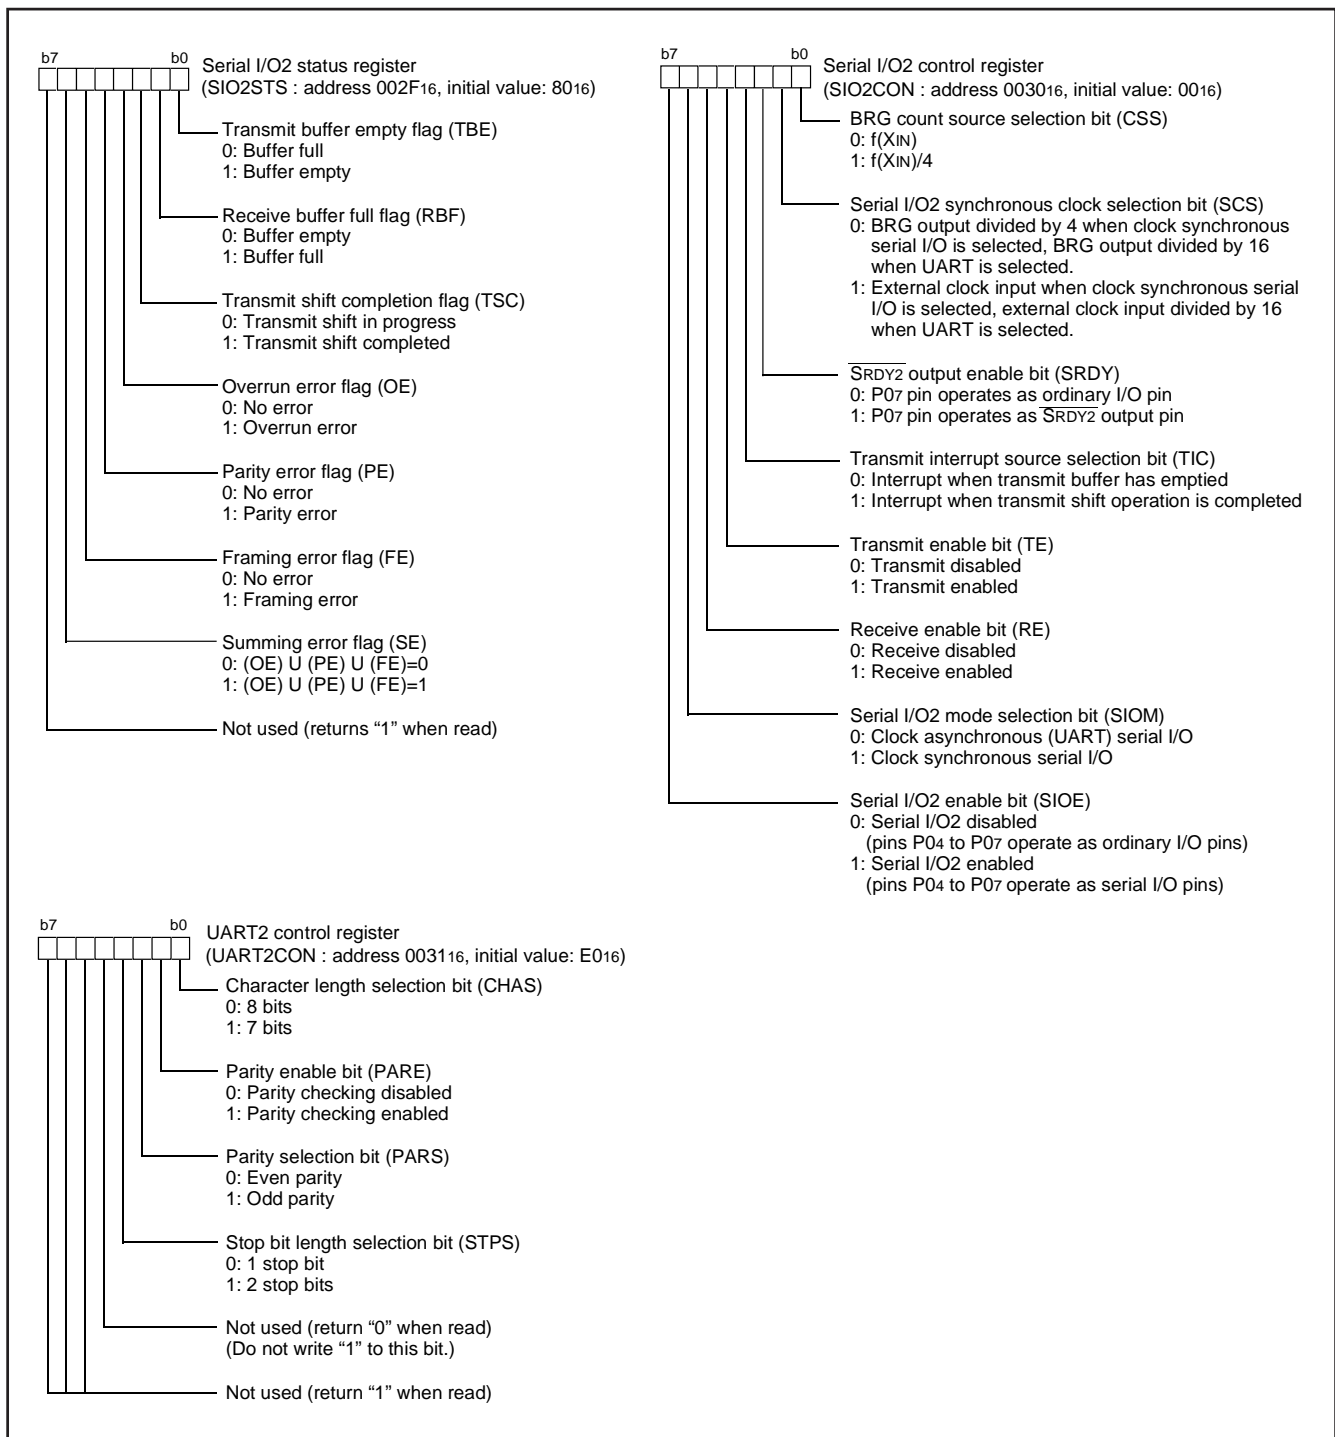 b7 b0
Serial I/O2 status register
(SIO2STS : address 002F16, initial value: 8016)
Transmit buffer empty flag (TBE)
0: Buffer full
1: Buffer empty
Receive buffer full flag (RBF)
0: Buffer empty
1: Buffer full
Transmit shift completion flag (TSC)
0: Transmit shift in progress
1: Transmit shift completed
Overrun error flag (OE)
0: No error
1: Overrun error
Parity error flag (PE)
0: No error
1: Parity error
Framing error flag (FE)
0: No error
1: Framing error
Summing error flag (SE)
0: (OE) U (PE) U (FE)=0
1: (OE) U (PE) U (FE)=1
Not used (returns “1” when read)
b7 b0
Serial I/O2 control register
(SIO2CON : address 003016, initial value: 0016)
BRG count source selection bit (CSS)
0: f(XIN)
1: f(XIN)/4
Serial I/O2 synchronous clock selection bit (SCS)
0: BRG output divided by 4 when clock synchronous
serial I/O is selected, BRG output divided by 16
when UART is selected.
1: External clock input when clock synchronous serial
I/O is selected, external clock input divided by 16
when UART is selected.
SRDY2 output enable bit (SRDY)
0: P07 pin operates as ordinary I/O pin
1: P07 pin operates as SRDY2 output pin
Transmit interrupt source selection bit (TIC)
0: Interrupt when transmit buffer has emptied
1: Interrupt when transmit shift operation is completed
Transmit enable bit (TE)
0: Transmit disabled
1: Transmit enabled
Receive enable bit (RE)
0: Receive disabled
1: Receive enabled
Serial I/O2 mode selection bit (SIOM)
0: Clock asynchronous (UART) serial I/O
1: Clock synchronous serial I/O
Serial I/O2 enable bit (SIOE)
0: Serial I/O2 disabled
(pins P04 to P07 operate as ordinary I/O pins)
1: Serial I/O2 enabled
(pins P04 to P07 operate as serial I/O pins)
b7 b0
UART2 control register
(UART2CON : address 003116, initial value: E016)
Character length selection bit (CHAS)
0: 8 bits
1: 7 bits
Parity enable bit (PARE)
0: Parity checking disabled
1: Parity checking enabled
Parity selection bit (PARS)
0: Even parity
1: Odd parity
Stop bit length selection bit (STPS)
0: 1 stop bit
1: 2 stop bits
Not used (return “0” when read)
(Do not write “1” to this bit.)
Not used (return “1” when read)